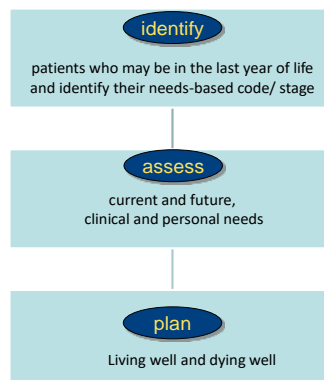 identify
patients who may be in the last year of life
and identify their needs-based code/ stage
assess
current and future,
clinical and personal needs
plan
Living well and dying well